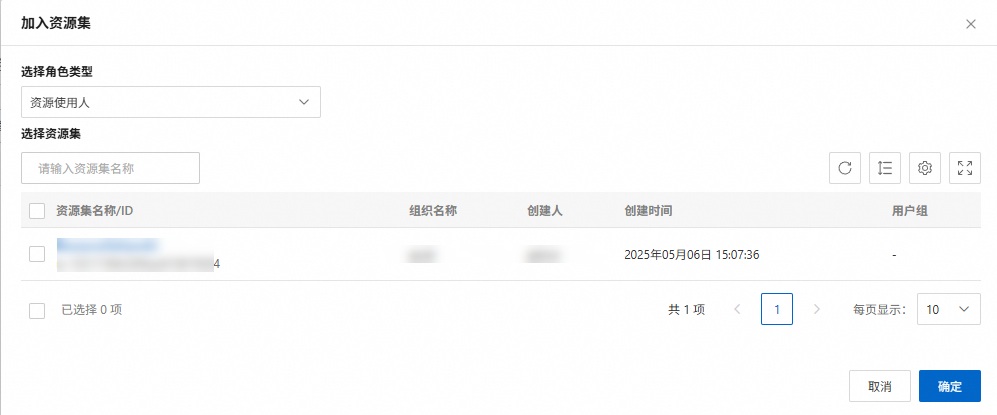 加入资源集
选择角色类型
资源使用人
选择资源集
请输入资源集名称
资源集名称/ID 组织名称 创建人 创建时间 用户组
2025年05月06日 15:07:36 -
4
已选择 0 项 共 1 项 1 每页显示： 10
取消 确定